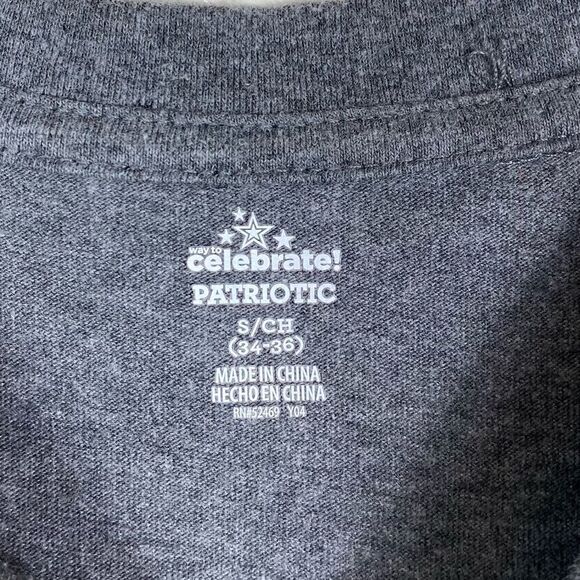 way to
celebrate!
PATRIOTIC
S/CH
(34-36)
MADE IN CHINA
HECHO EN CHINA
RN#52469 Y04